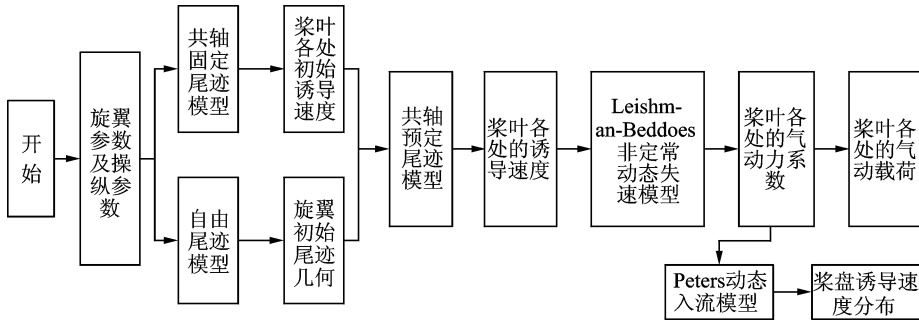 开
始
旋翼
参数
及操
纵参
数
共轴
固定
尾迹
模型
桨叶
各处
初始
诱导
速度
自由
尾迹
模型
旋翼
初始
尾迹
几何
共轴
预定
尾迹
模型
桨叶各
处的诱
导速度
Leishm-
an-Beddoes
非定常
动态失
速模型
桨叶各
处的气
动力系
数
桨叶各
处的气
动载荷
Peters动态
入流模型
桨盘诱导速
度分布